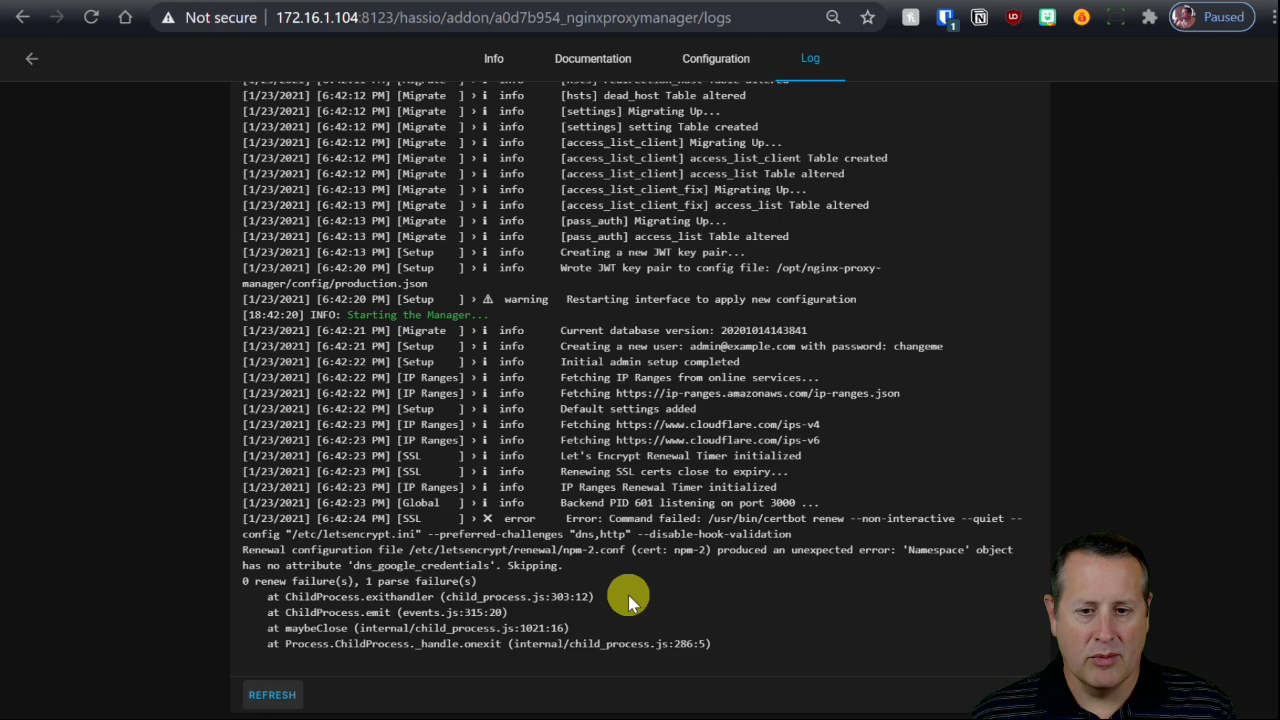 Not secure
172.16.1.104:8123/hassio/addon/a0d7b954_nginxproxymanager/logs
1
Paused
Info
Documentation
Configuration
Log
[1/23/2021] [6:42:11 PM] [Migrate ] › ℹ info [hsts] redirection_host Table altered
[1/23/2021] [6:42:12 PM] [Migrate ] › ℹ info [hsts] dead_host Table altered
[1/23/2021] [6:42:12 PM] [Migrate ] › ℹ info [settings] Migrating Up...
[1/23/2021] [6:42:12 PM] [Migrate ] › ℹ info [settings] setting Table created
[1/23/2021] [6:42:12 PM] [Migrate ] › ℹ info [access_list_client] Migrating Up...
[1/23/2021] [6:42:12 PM] [Migrate ] › ℹ info [access_list_client] access_list_client Table created
[1/23/2021] [6:42:12 PM] [Migrate ] › ℹ info [access_list_client] access_list Table altered
[1/23/2021] [6:42:13 PM] [Migrate ] › ℹ info [access_list_client_fix] Migrating Up...
[1/23/2021] [6:42:13 PM] [Migrate ] › ℹ info [access_list_client_fix] access_list Table altered
[1/23/2021] [6:42:13 PM] [Migrate ] › ℹ info [pass_auth] Migrating Up...
[1/23/2021] [6:42:13 PM] [Migrate ] › ℹ info [pass_auth] access_list Table altered
[1/23/2021] [6:42:13 PM] [Setup ] › ℹ info Creating a new JWT key pair...
[1/23/2021] [6:42:20 PM] [Setup ] › ℹ info Wrote JWT key pair to config file: /opt/nginx-proxy-
manager/config/production.json
[1/23/2021] [6:42:20 PM] [Setup ] › ⚠ warning Restarting interface to apply new configuration
[18:42:20] INFO: Starting the Manager...
[1/23/2021] [6:42:21 PM] [Migrate ] › ℹ info Current database version: 20201014143841
[1/23/2021] [6:42:21 PM] [Setup ] › ℹ info Creating a new user: admin@example.com with password: changeme
[1/23/2021] [6:42:22 PM] [Setup ] › ℹ info Initial admin setup completed
[1/23/2021] [6:42:22 PM] [IP Ranges] › ℹ info Fetching IP Ranges from online services...
[1/23/2021] [6:42:22 PM] [IP Ranges] › ℹ info Fetching https://ip-ranges.amazonaws.com/ip-ranges.json
[1/23/2021] [6:42:22 PM] [Setup ] › ℹ info Default settings added
[1/23/2021] [6:42:23 PM] [IP Ranges] › ℹ info Fetching https://www.cloudflare.com/ips-v4
[1/23/2021] [6:42:23 PM] [IP Ranges] › ℹ info Fetching https://www.cloudflare.com/ips-v6
[1/23/2021] [6:42:23 PM] [SSL ] › ℹ info Let's Encrypt Renewal Timer initialized
[1/23/2021] [6:42:23 PM] [SSL ] › ℹ info Renewing SSL certs close to expiry...
[1/23/2021] [6:42:23 PM] [IP Ranges] › ℹ info IP Ranges Renewal Timer initialized
[1/23/2021] [6:42:23 PM] [Global ] › ℹ info Backend PID 601 listening on port 3000 ...
[1/23/2021] [6:42:24 PM] [SSL ] › ✖ error Error: Command failed: /usr/bin/certbot renew --non-interactive --quiet --
config "/etc/letsencrypt.ini" --preferred-challenges "dns,http" --disable-hook-validation
Renewal configuration file /etc/letsencrypt/renewal/npm-2.conf (cert: npm-2) produced an unexpected error: 'Namespace' object
has no attribute 'dns_google_credentials'. Skipping.
0 renew failure(s), 1 parse failure(s)
at ChildProcess.exithandler (child_process.js:303:12)
at ChildProcess.emit (events.js:315:20)
at maybeClose (internal/child_process.js:1021:16)
at Process.ChildProcess._handle.onexit (internal/child_process.js:286:5)
REFRESH